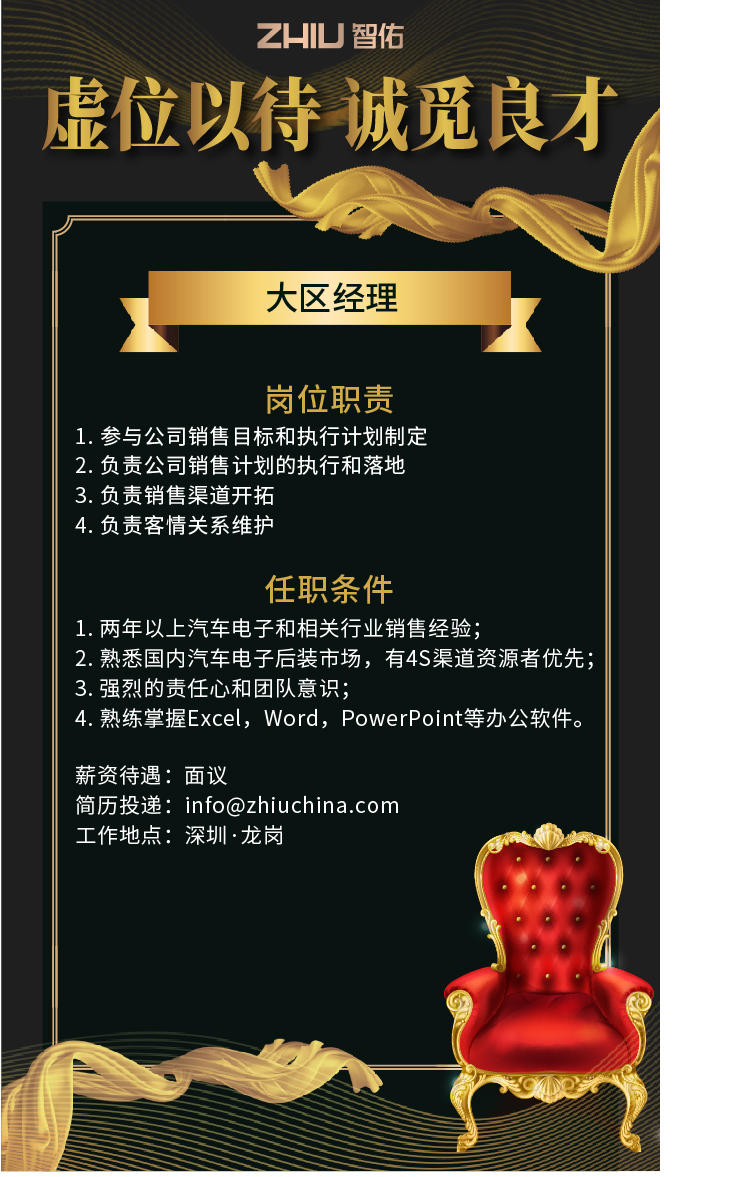 ZHIU 智佑
虚位以待 诚觅良才
大区经理
岗位职责
1. 参与公司销售目标和执行计划制定
2. 负责公司销售计划的执行和落地
3. 负责销售渠道开拓
4. 负责客情关系维护
任职条件
1. 两年以上汽车电子和相关行业销售经验；
2. 熟悉国内汽车电子后装市场，有4S渠道资源者优先；
3. 强烈的责任心和团队意识；
4. 熟练掌握Excel，Word，PowerPoint等办公软件。
薪资待遇：面议
简历投递：info@zhiuchina.com
工作地点：深圳·龙岗